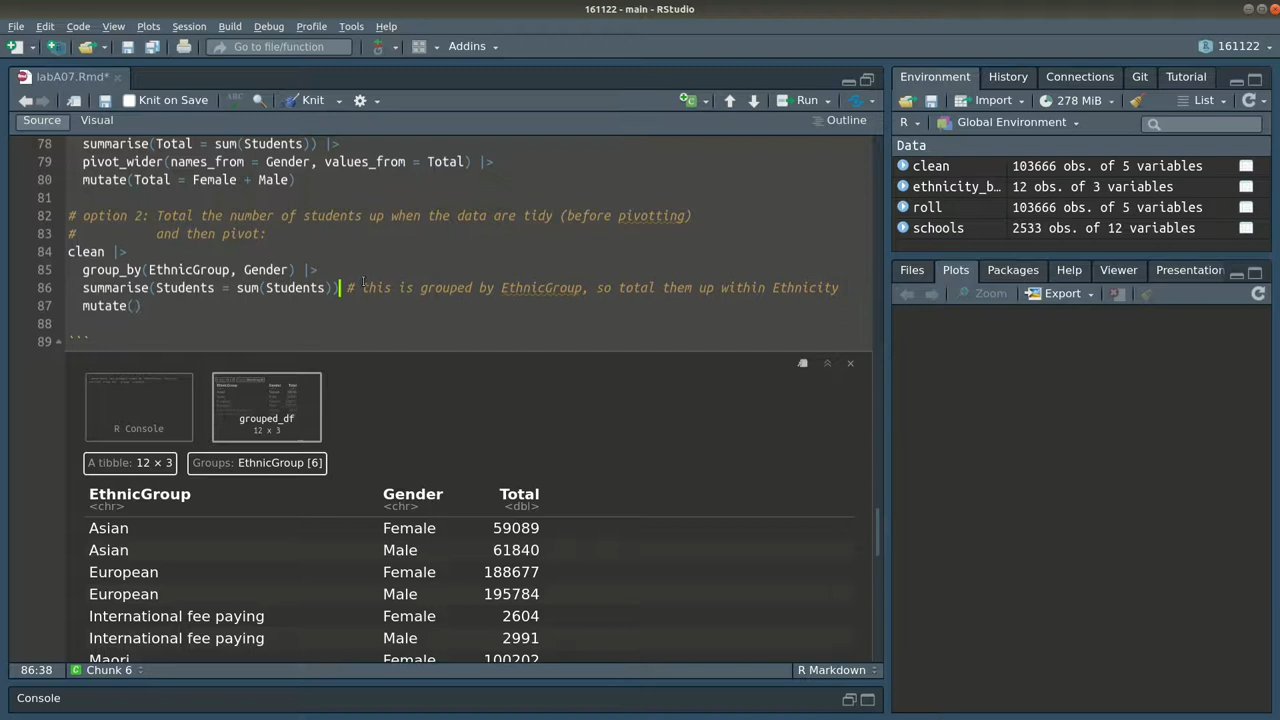 161122 - main - RStudio
File Edit Code View Plots Session Build Debug Profile Tools Help
Go to file/function Addins 161122
labA07.Rmd*
Knit on Save ABC Knit Run
Source Visual Outline
78 summarise(Total = sum(Students)) |>
79 pivot_wider(names_from = Gender, values_from = Total) |>
80 mutate(Total = Female + Male)
81
82 # option 2: Total the number of students up when the data are tidy (before pivotting)
83 # and then pivot:
84 clean |>
85 group_by(EthnicGroup, Gender) |>
86 summarise(Students = sum(Students)) # this is grouped by EthnicGroup, so total them up within Ethnicity
87 mutate()
88
89 ```
R Console
grouped_df
12 x 3
A tibble: 12 × 3 Groups: EthnicGroup [6]
EthnicGroup Gender Total
<chr> <chr> <dbl>
Asian Female 59089
Asian Male 61840
European Female 188677
European Male 195784
International fee paying Female 2604
International fee paying Male 2991
Maori Female 100202
86:38 Chunk 6 R Markdown
Console
Environment History Connections Git Tutorial
Import 278 MiB List
R Global Environment
Data
clean 103666 obs. of 5 variables
ethnicity_b… 12 obs. of 3 variables
roll 103666 obs. of 5 variables
schools 2533 obs. of 12 variables
Files Plots Packages Help Viewer Presentation
Zoom Export